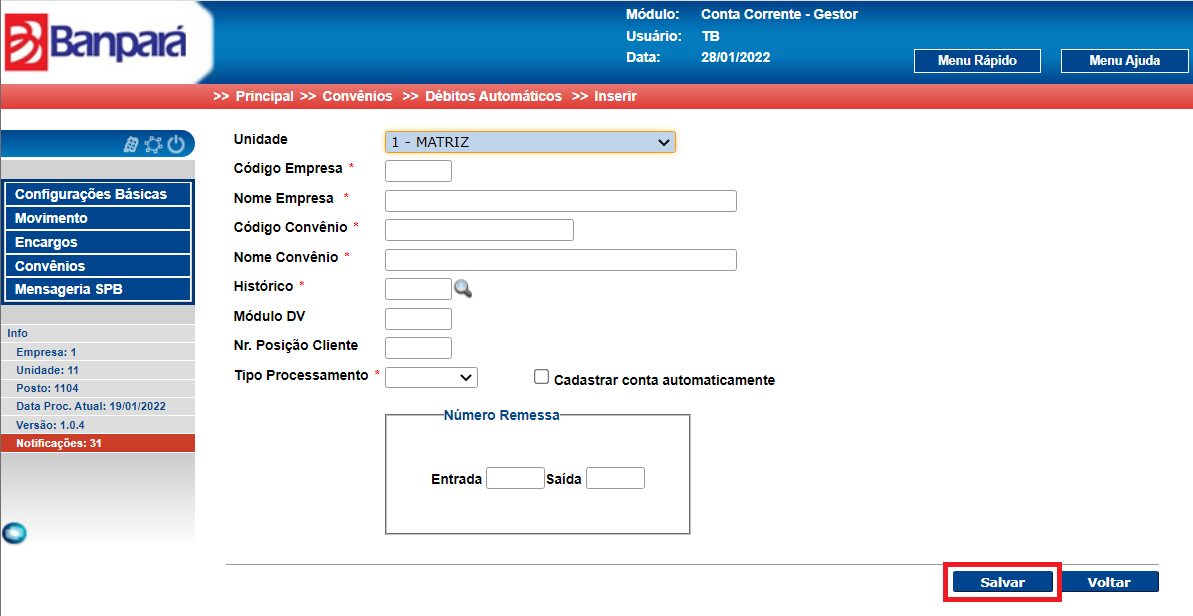 Banpará
Módulo: Conta Corrente - Gestor
Usuário: TB
Data: 28/01/2022
Menu Rápido Menu Ajuda
>> Principal >> Convênios >> Débitos Automáticos >> Inserir
Configurações Básicas
Movimento
Encargos
Convênios
Mensageria SPB
Info
Empresa: 1
Unidade: 11
Posto: 1104
Data Proc. Atual: 19/01/2022
Versão: 1.0.4
Notificações: 31
Unidade 1 - MATRIZ
Código Empresa *
Nome Empresa *
Código Convênio *
Nome Convênio *
Histórico *
Módulo DV
Nr. Posição Cliente
Tipo Processamento * Cadastrar conta automaticamente
Número Remessa
Entrada Saída
Salvar Voltar